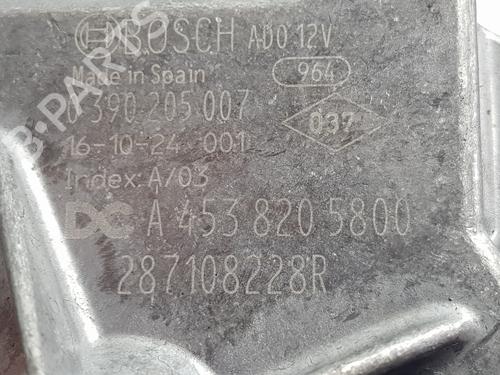 BOSCH ADO 12V
Made in Spain 964
0 390 205 007
037
16-10-24 001
Index: A/03
DC A 453 820 5800
287108228R